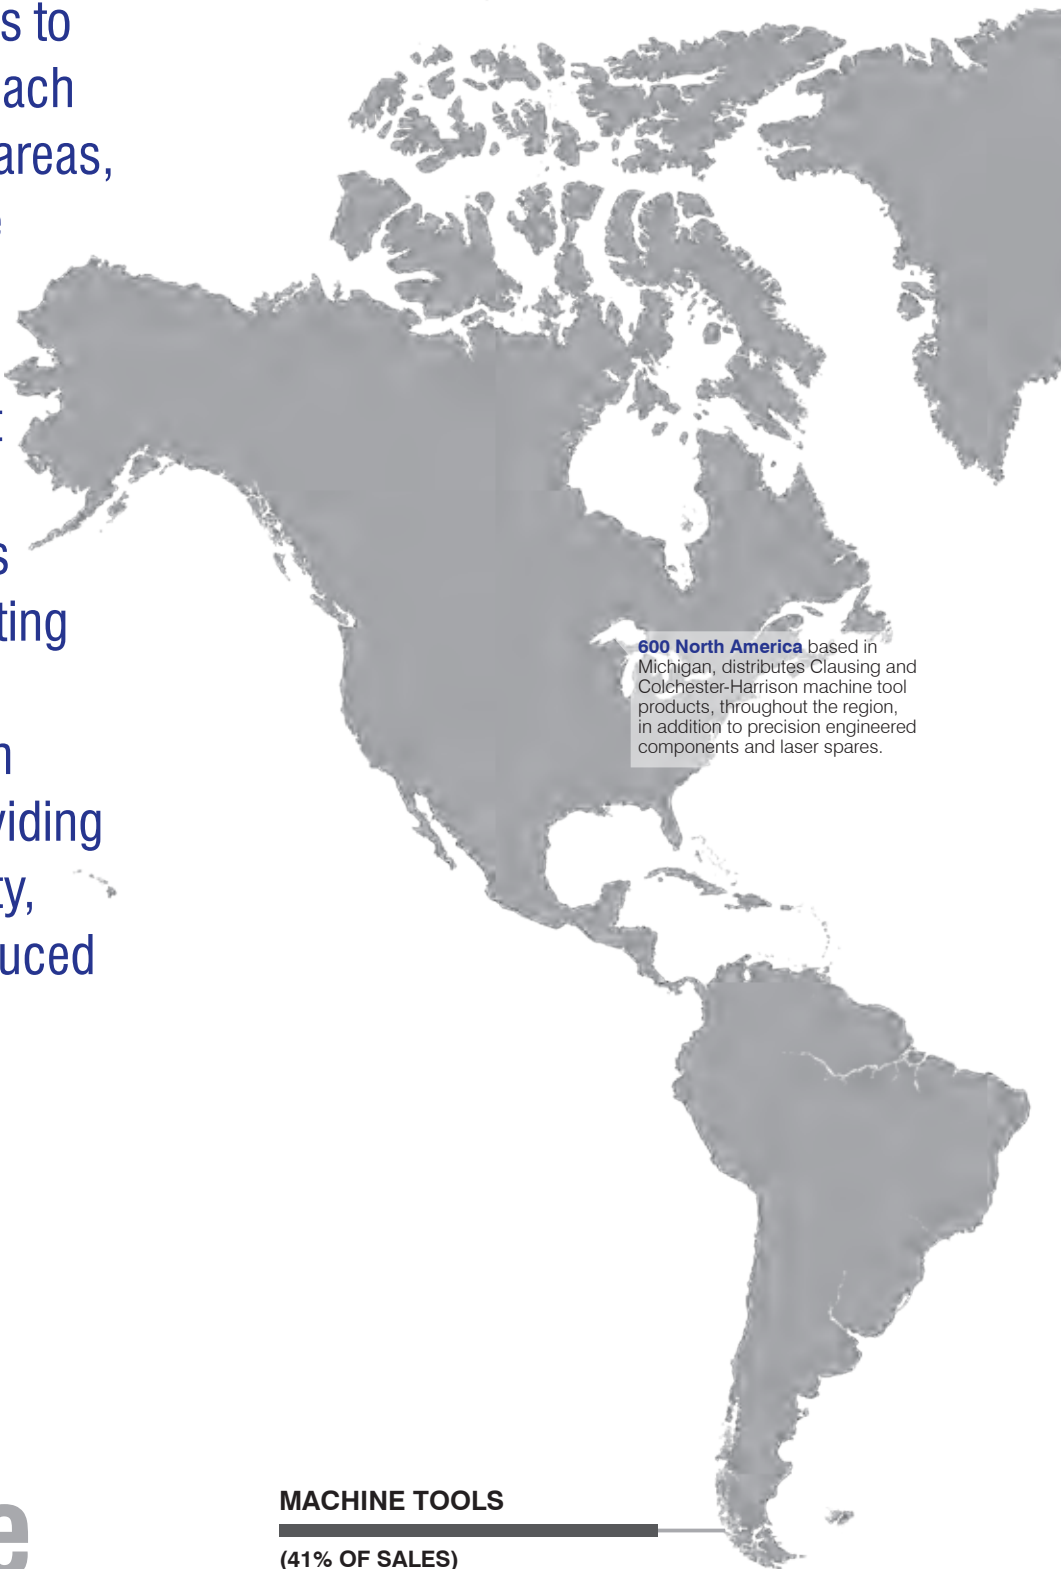 s to
ach
areas,
s
ting
n
viding
ty,
uced
600 North America based in
Michigan, distributes Clausing and
Colchester-Harrison machine tool
products, throughout the region,
in addition to precision engineered
components and laser spares.
e
MACHINE TOOLS
(41% OF SALES)